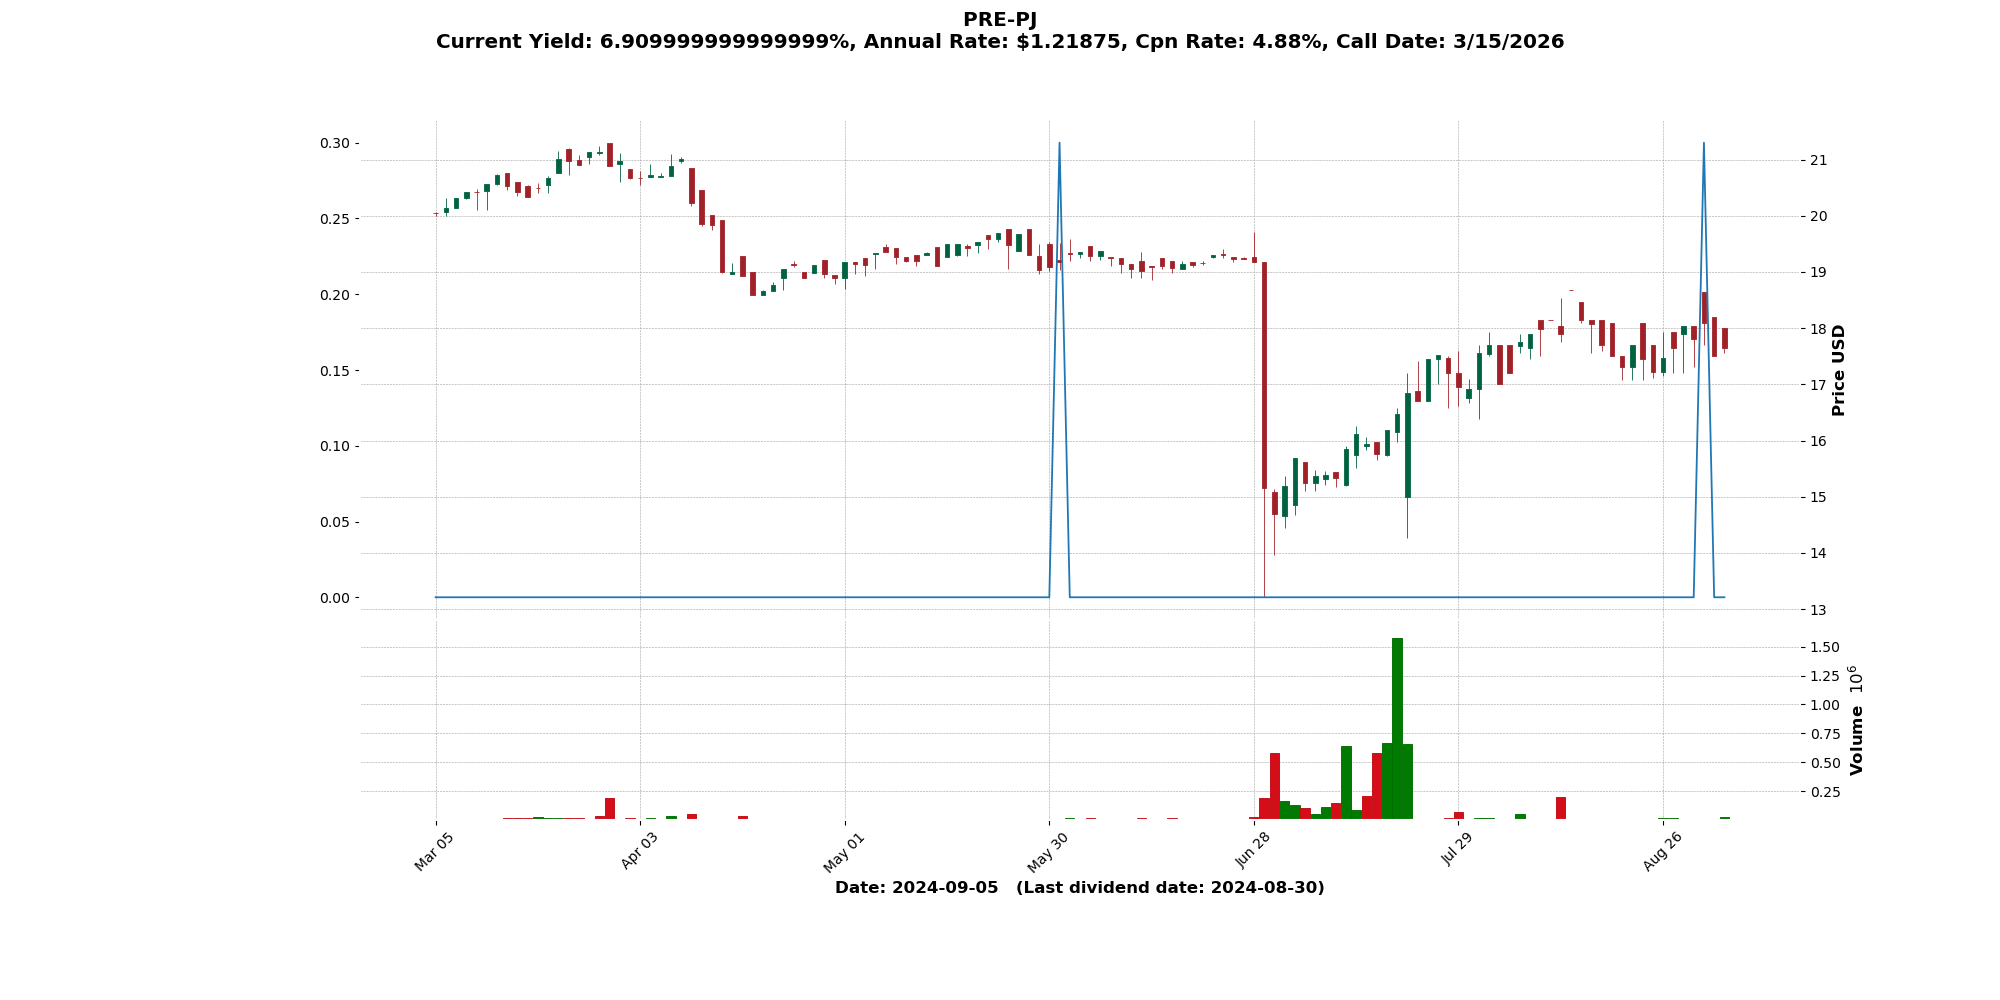 PRE-PJ
Current Yield: 6.909999999999999%, Annual Rate: $1.21875, Cpn Rate: 4.88%, Call Date: 3/15/2026
0.30
0.25
0.20
0.15
0.10
0.05
0.00
21
20
19
18
17
16
15
14
13
Price USD
1.50
1.25
1.00
0.75
0.50
0.25
Volume 10^6
Mar 05
Apr 03
May 01
May 30
Jun 28
Jul 29
Aug 26
Date: 2024-09-05 (Last dividend date: 2024-08-30)